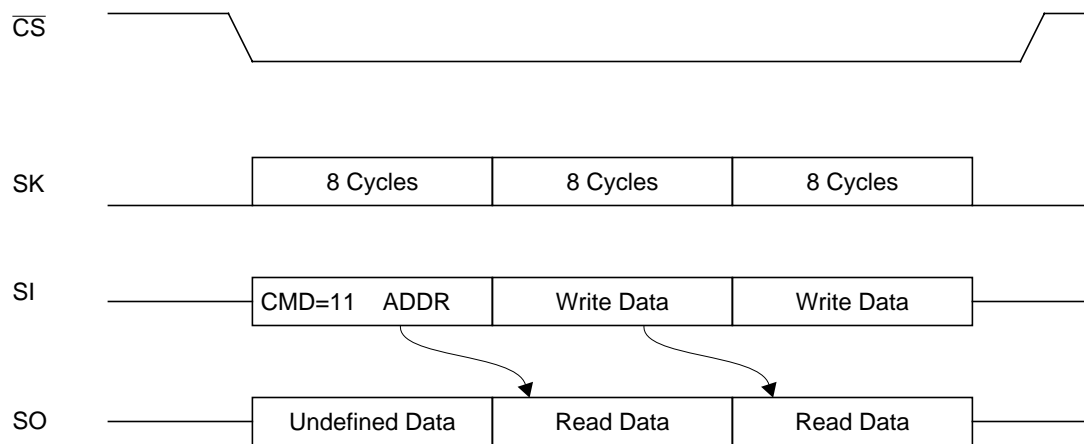 C̅S̅
SK 8 Cycles 8 Cycles 8 Cycles
SI CMD=11 ADDR Write Data Write Data
SO Undefined Data Read Data Read Data